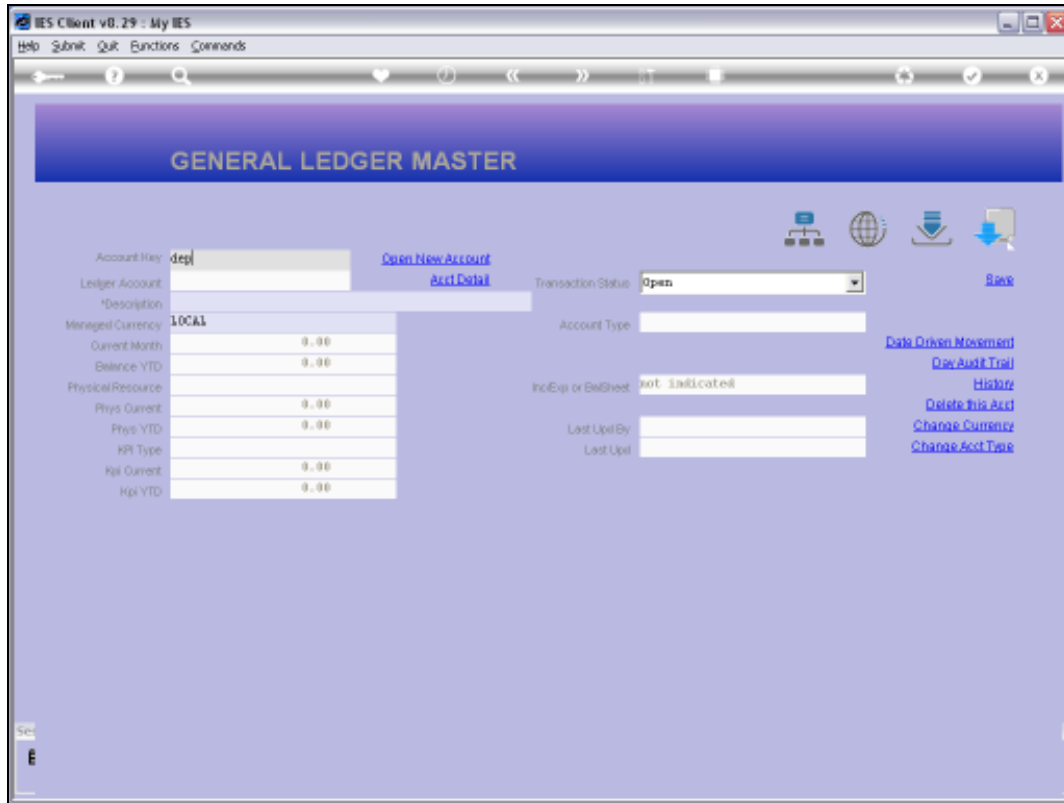 IES Client v8.29 : My IES
Help Submit Quit Functions Commands
GENERAL LEDGER MASTER
Account Key dep Open New Account
Ledger Account Acct Detail Transaction Status Open Save
*Description
Managed Currency LOCAL Account Type
Current Month 0.00 Date Driven Movement
Balance YTD 0.00 Day Audit Trail
Physical Resource Inc/Exp or BalSheet not indicated History
Phys Current 0.00 Delete this Acct
Phys YTD 0.00 Last Upd By Change Currency
KPI Type Last Upd Change Acct Type
Kpi Current 0.00
Kpi YTD 0.00
Ses